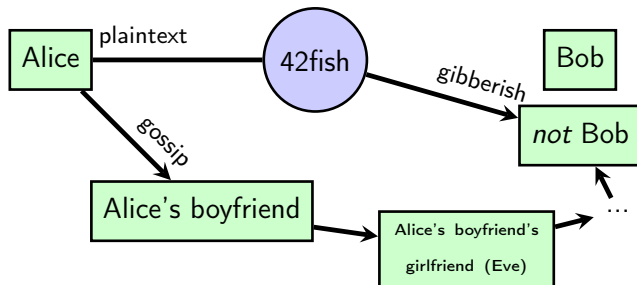 plaintext
Alice
42fish
Bob
gibberish
not Bob
gossip
Alice's boyfriend
...
Alice's boyfriend's
girlfriend (Eve)